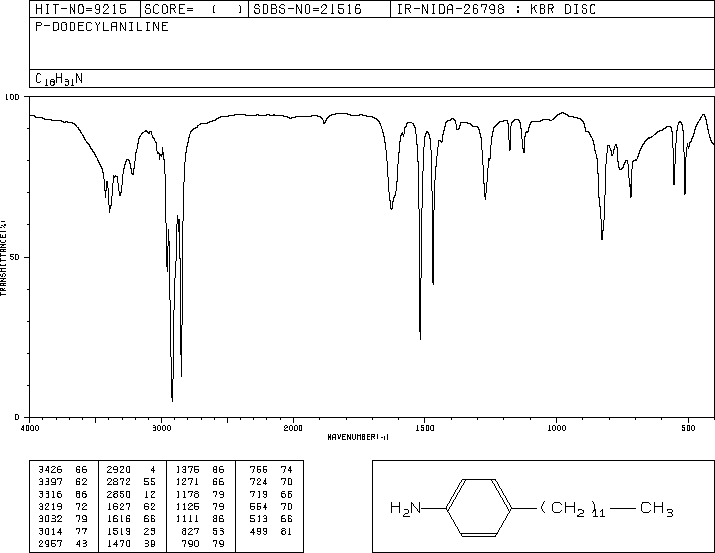 HIT-NO=9215 SCORE= ( ) SDBS-NO=21516 IR-NIDA-26798 : KBR DISC
P-DODECYLANILINE
C18H31N
100
50
0
TRANSMITTANCE(%)
4000 3000 2000 1500 1000 500
WAVENUMBER(-1)
3426 66 2920 4 1376 86 766 74
3397 62 2872 55 1271 66 724 70
3316 66 2850 12 1178 79 719 66
3219 72 1627 62 1126 79 554 70
3032 79 1616 66 1111 86 513 66
3014 77 1519 23 827 53 499 81
2957 43 1470 39 790 79
H2N (CH2)11 CH3